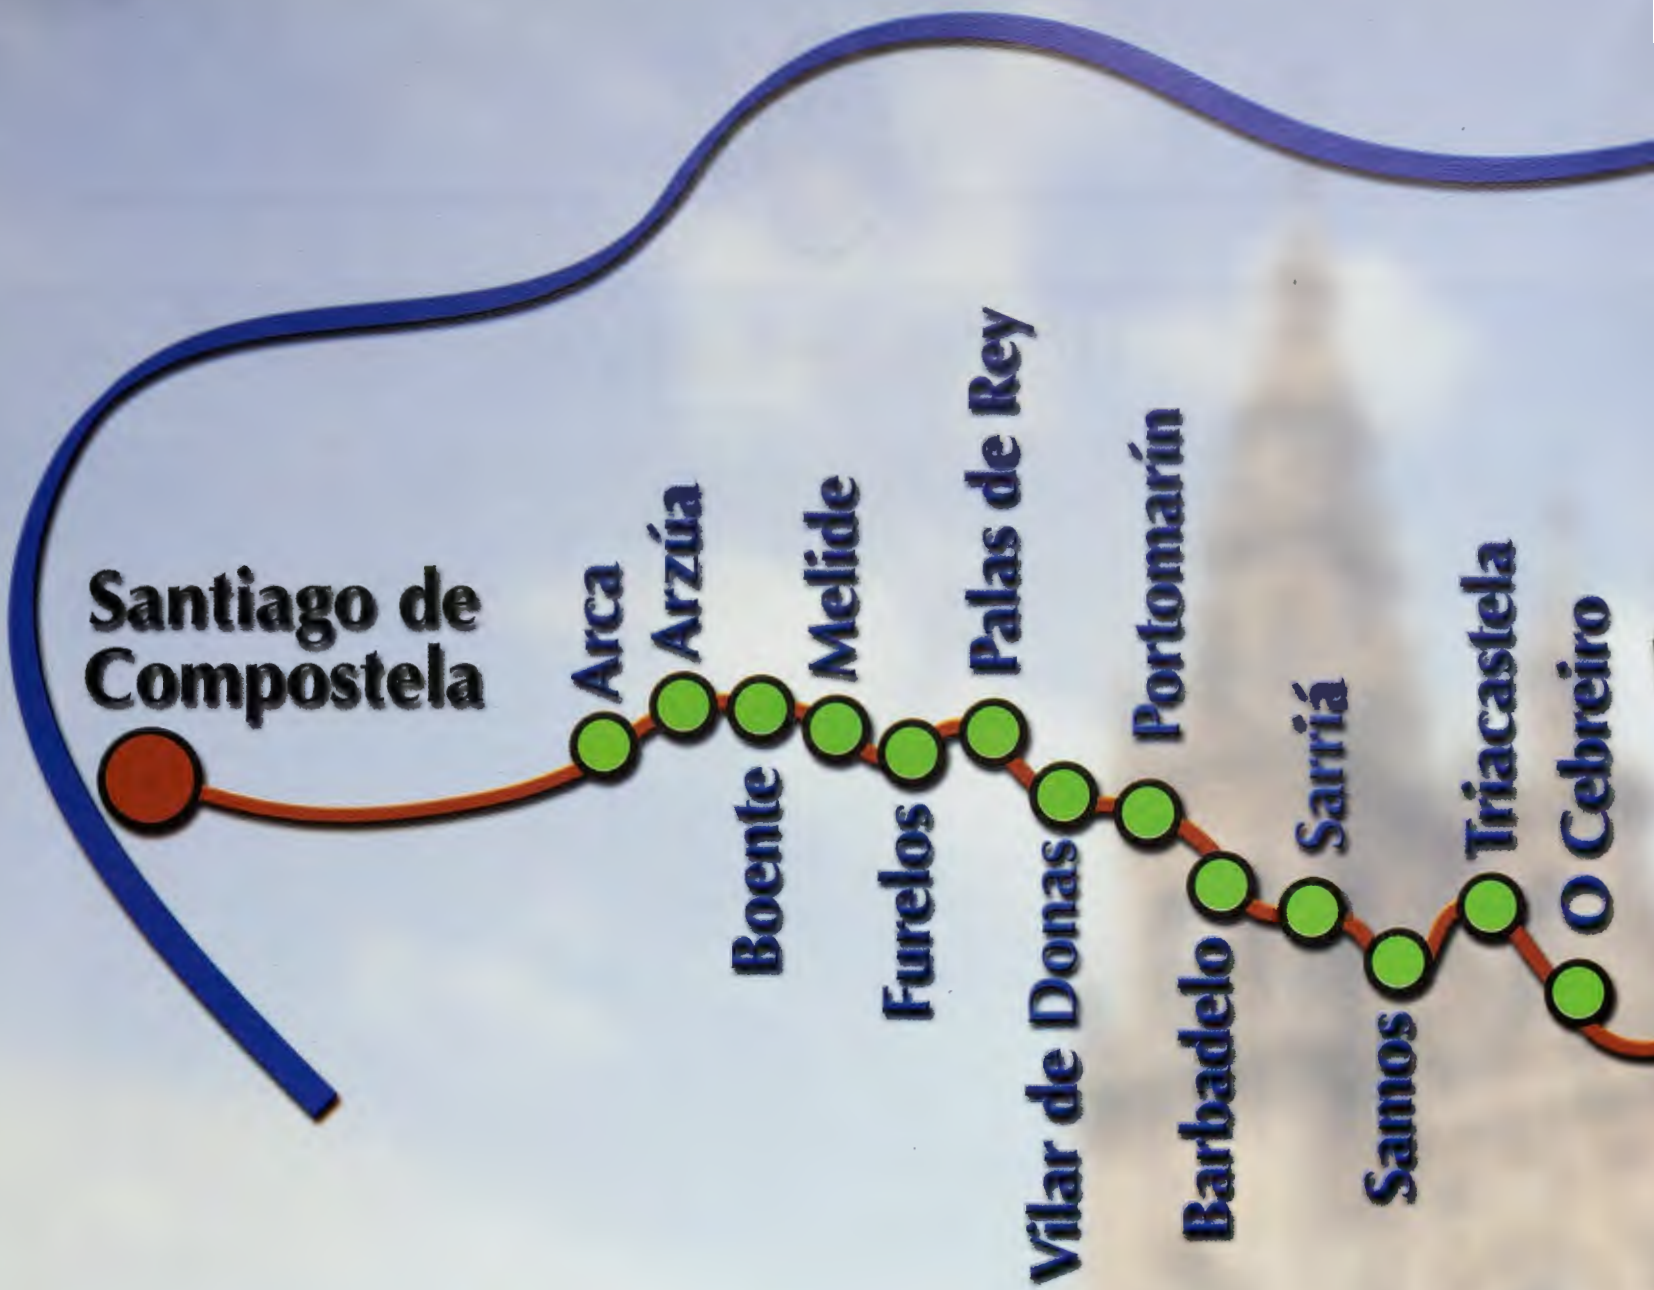 Santiago de
Compostela
Arca
Arzúa
Boente
Melide
Furelos
Palas de Rey
Vilar de Donas
Portomarín
Barbadelo
Sarriá
Samos
Triacastela
O Cebreiro